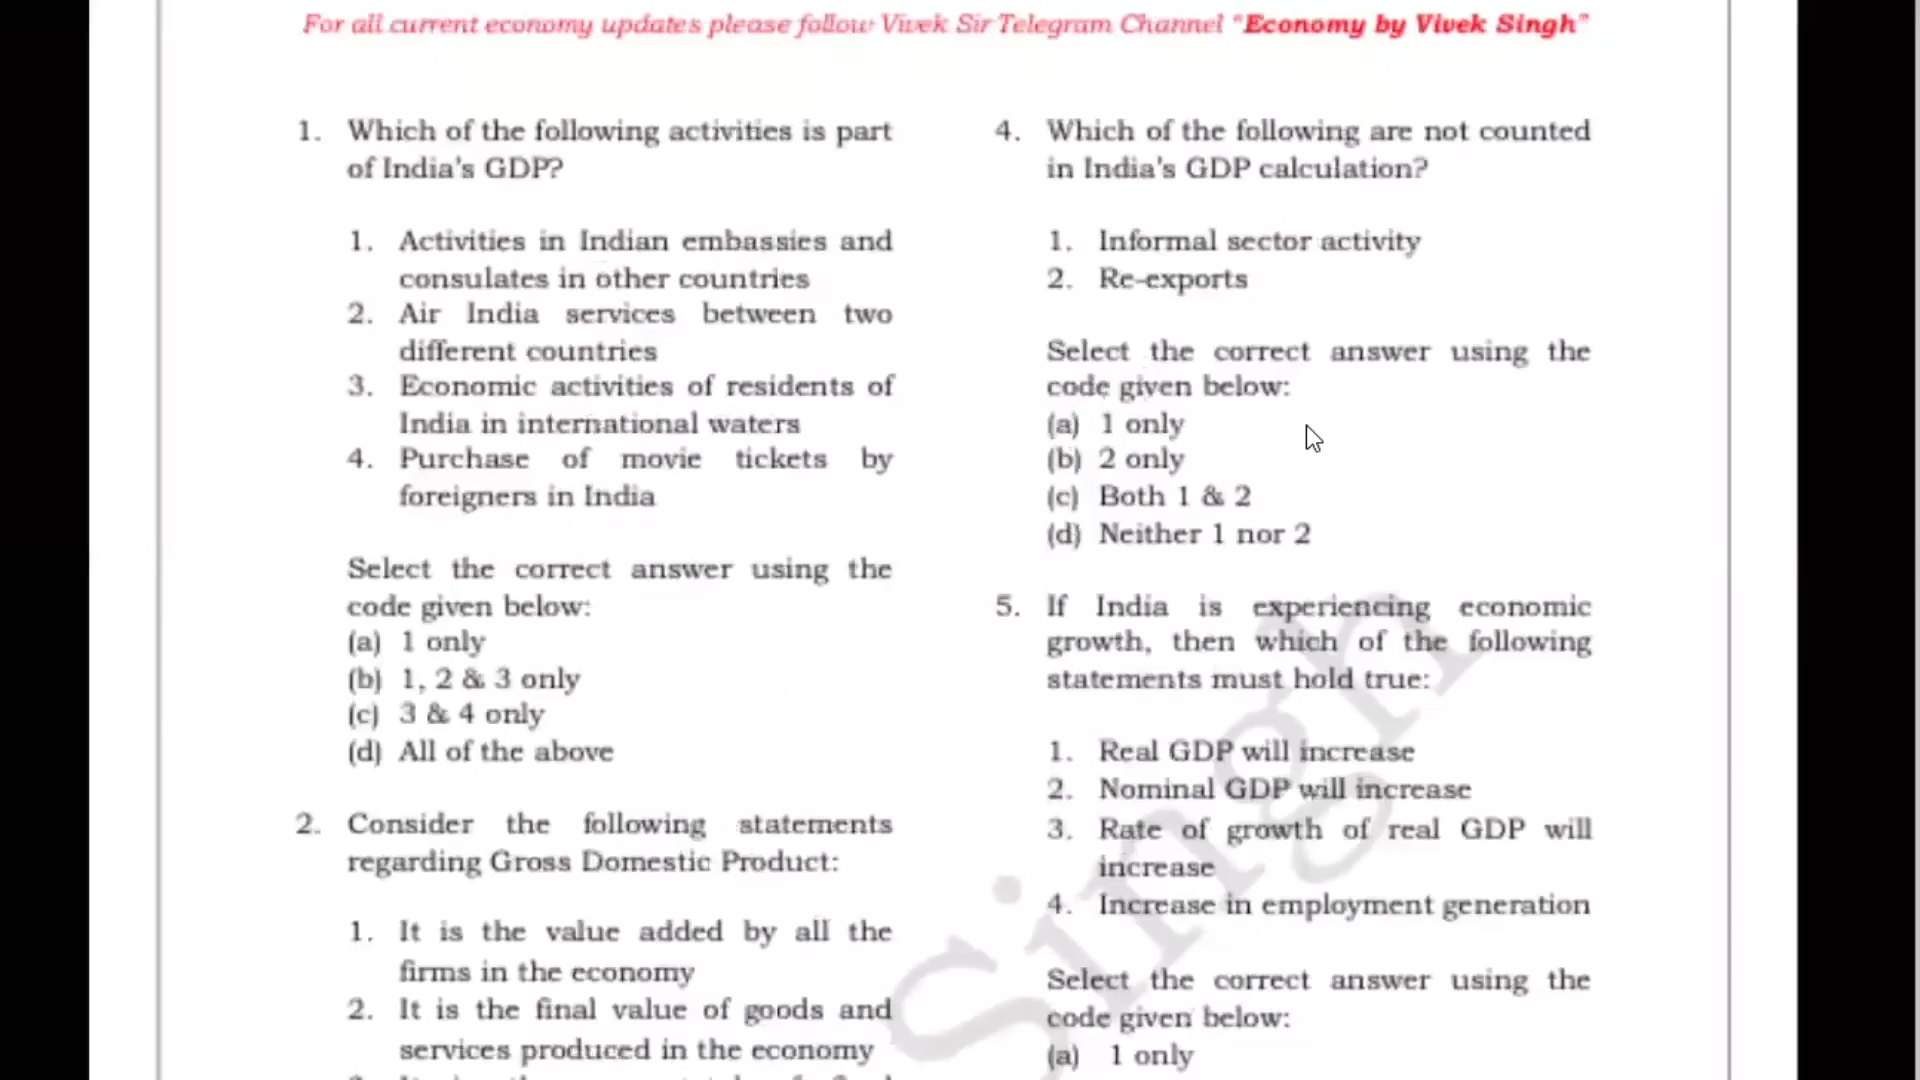 For all current economy updates please follow Vivek Sir Telegram Channel "Economy by Vivek Singh"
1. Which of the following activities is part
of India's GDP?
1. Activities in Indian embassies and
consulates in other countries
2. Air India services between two
different countries
3. Economic activities of residents of
India in international waters
4. Purchase of movie tickets by
foreigners in India
Select the correct answer using the
code given below:
(a) 1 only
(b) 1, 2 & 3 only
(c) 3 & 4 only
(d) All of the above
2. Consider the following statements
regarding Gross Domestic Product:
1. It is the value added by all the
firms in the economy
2. It is the final value of goods and
services produced in the economy
4. Which of the following are not counted
in India's GDP calculation?
1. Informal sector activity
2. Re-exports
Select the correct answer using the
code given below:
(a) 1 only
(b) 2 only
(c) Both 1 & 2
(d) Neither 1 nor 2
5. If India is experiencing economic
growth, then which of the following
statements must hold true:
1. Real GDP will increase
2. Nominal GDP will increase
3. Rate of growth of real GDP will
increase
4. Increase in employment generation
Select the correct answer using the
code given below:
(a) 1 only
Singh